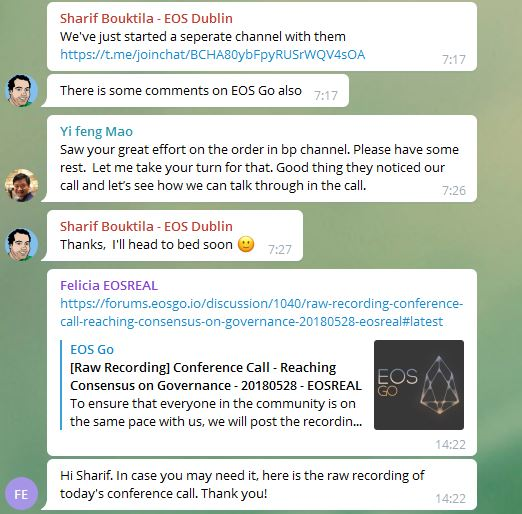 Sharif Bouktila - EOS Dublin
We've just started a seperate channel with them
https://t.me/joinchat/BCHA80ybFpyRUSrWQV4sOA
7:17
There is some comments on EOS Go also
7:17
Yi feng Mao
Saw your great effort on the order in bp channel. Please have some
rest.  Let me take your turn for that. Good thing they noticed our
call and let's see how we can talk through in the call.
7:26
Sharif Bouktila - EOS Dublin
Thanks,  I'll head to bed soon 🙂
7:27
Felicia EOSREAL
https://forums.eosgo.io/discussion/1040/raw-recording-conference-
call-reaching-consensus-on-governance-20180528-eosreal#latest
EOS Go
[Raw Recording] Conference Call - Reaching
Consensus on Governance - 20180528 - EOSREAL
To ensure that everyone in the community is on
the same pace with us, we will post the recordin...
EOS
GO
14:22
FE
Hi Sharif. In case you may need it, here is the raw recording of
today's conference call. Thank you!
14:22